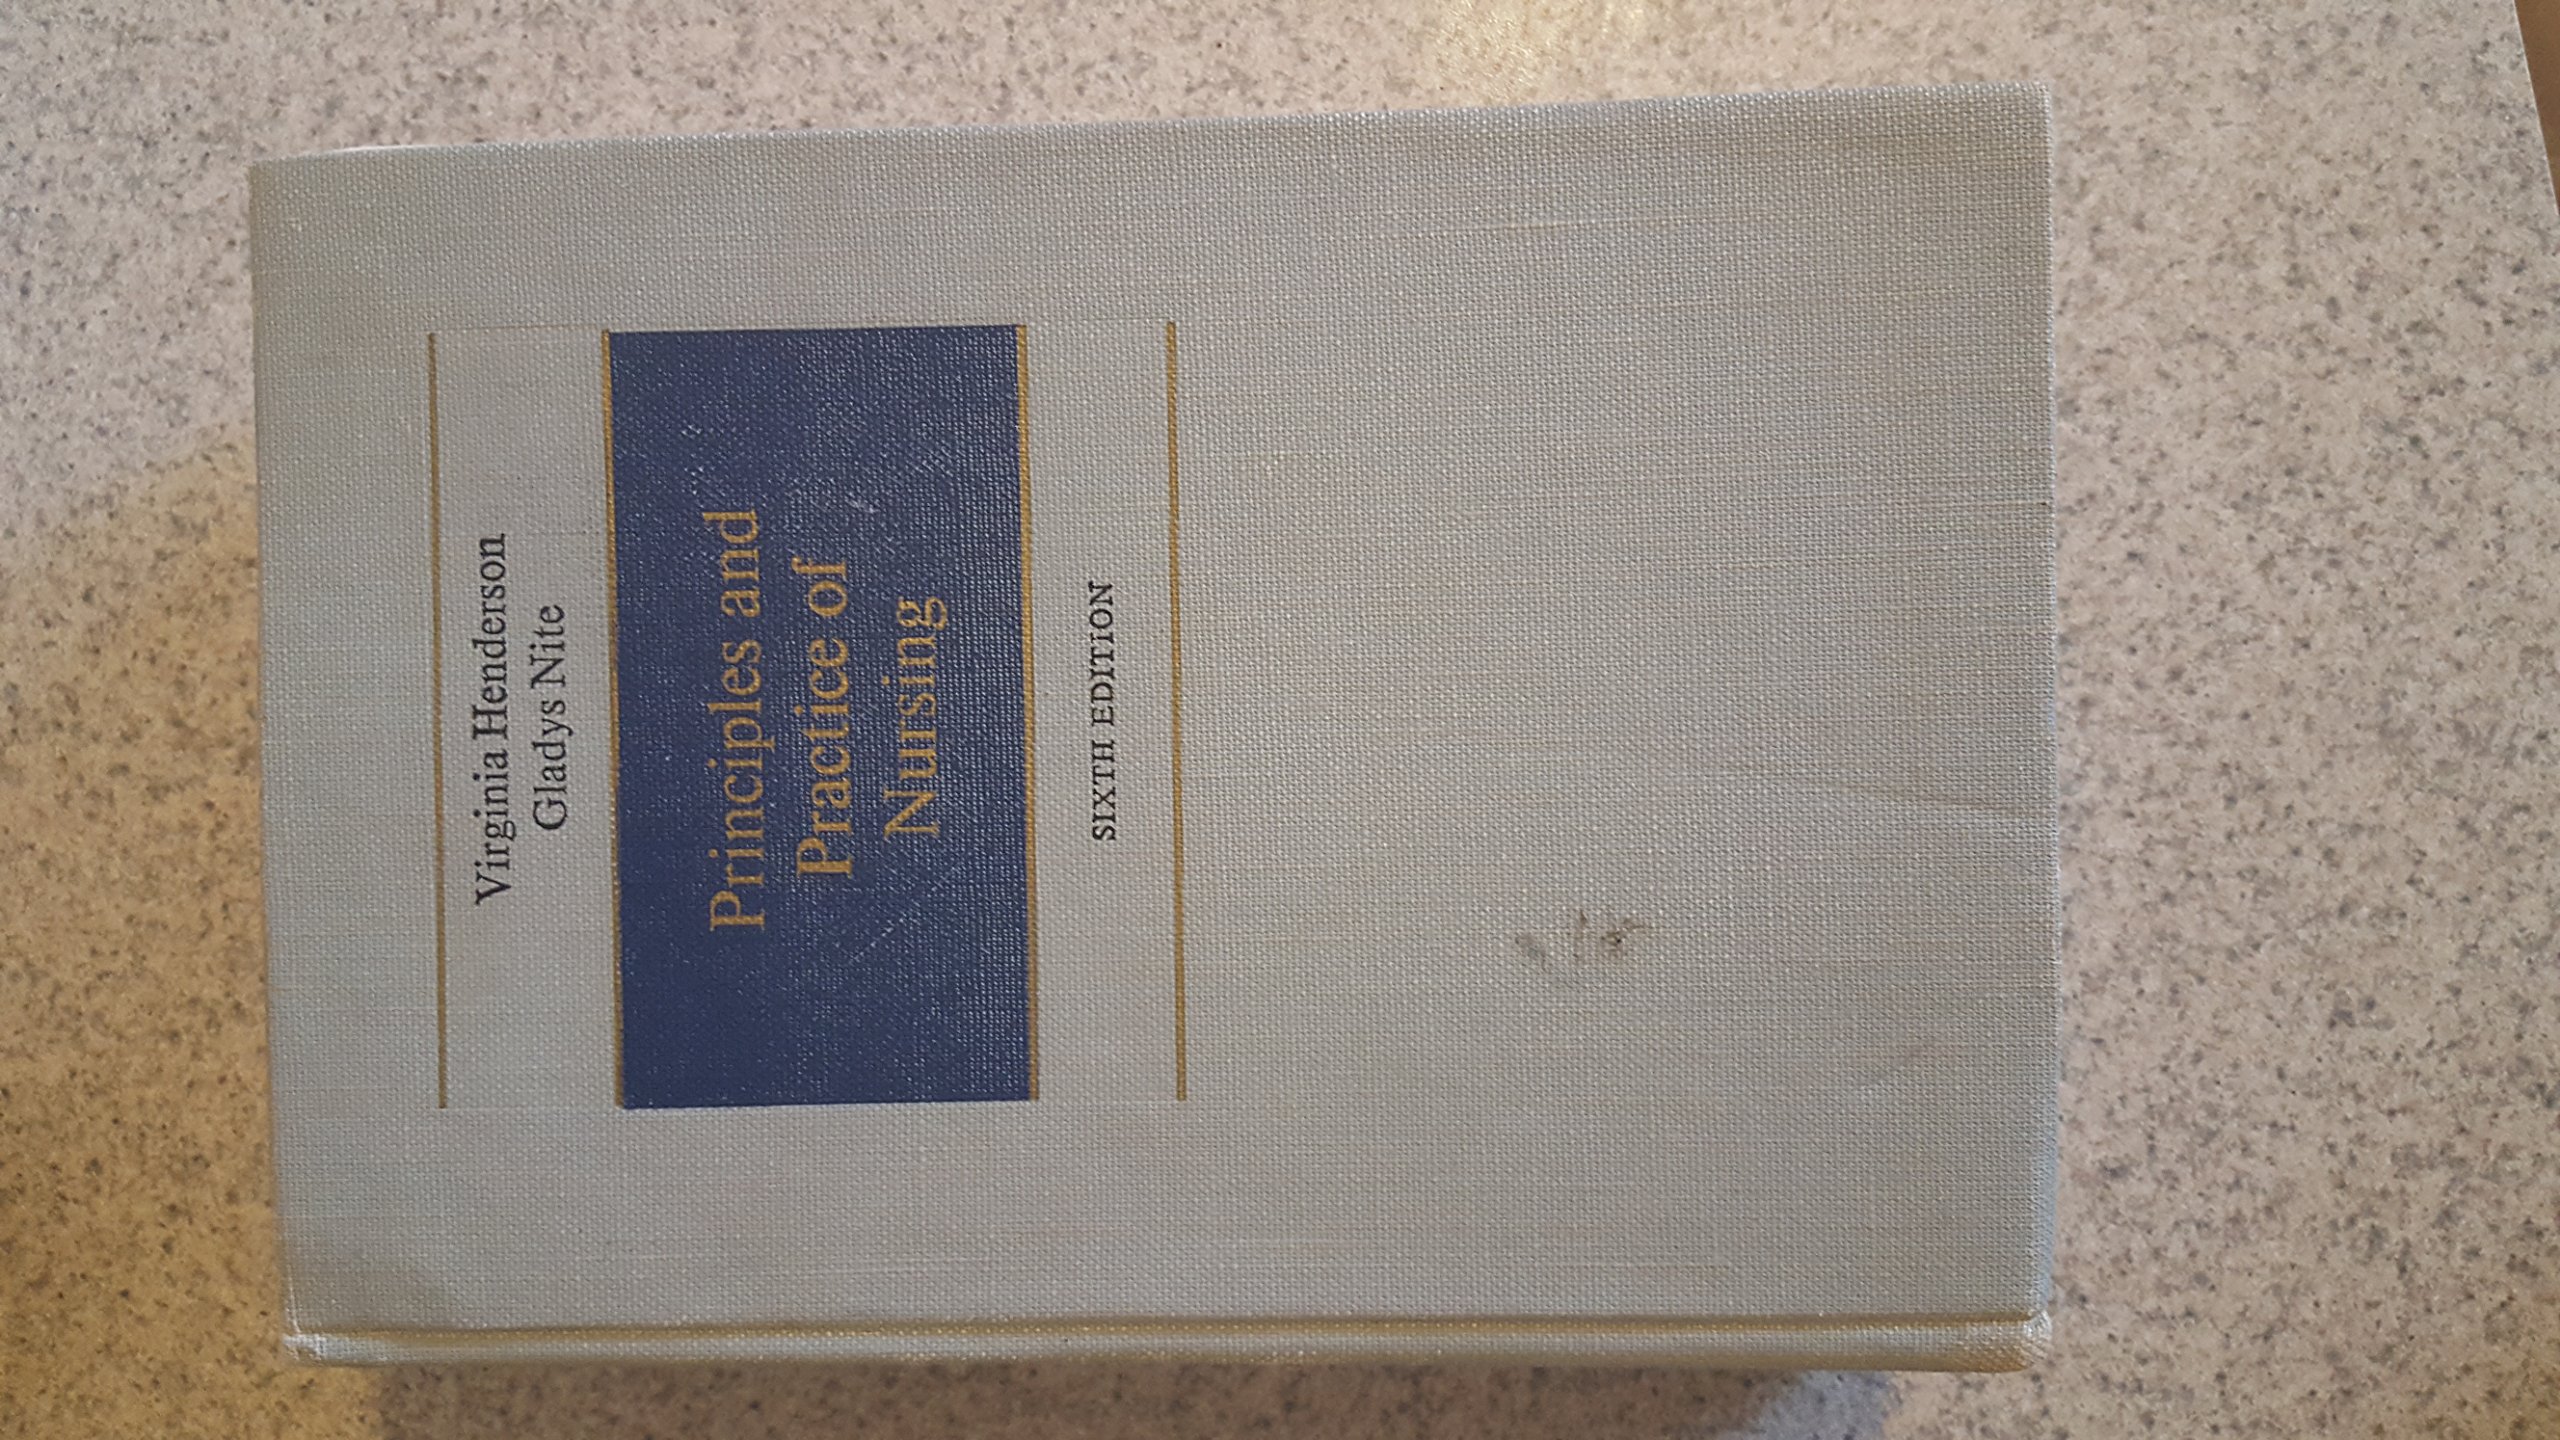 Virginia Henderson
Gladys Nite
Principles and
Practice of
Nursing
SIXTH EDITION